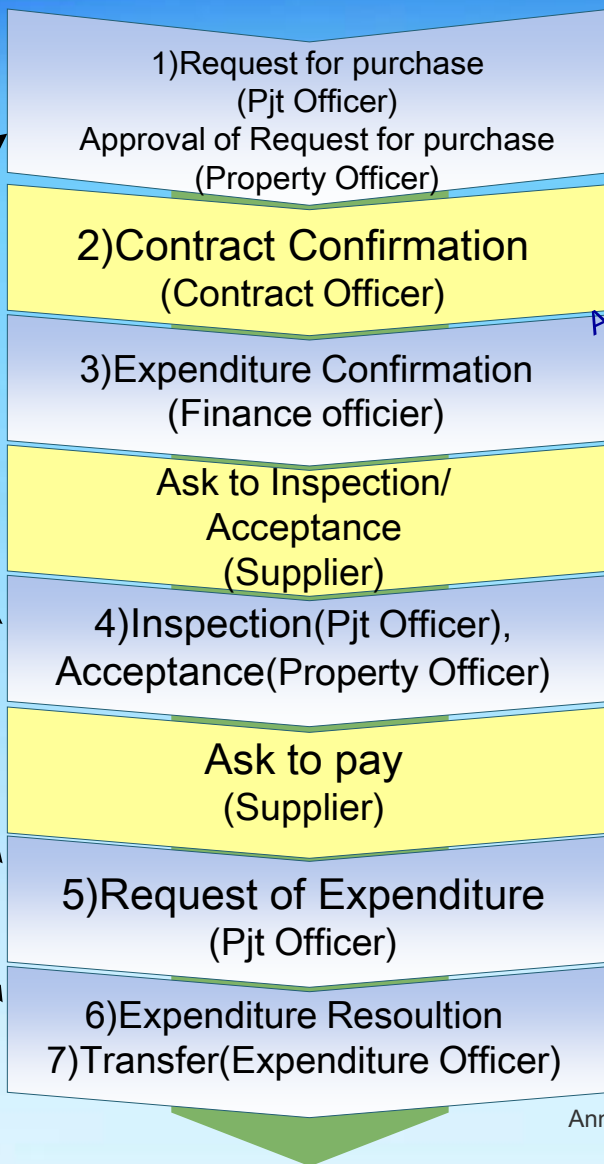 1)Request for purchase
(Pjt Officer)
Approval of Request for purchase
(Property Officer)
2)Contract Confirmation
(Contract Officer)
3)Expenditure Confirmation
(Finance officier)
Ask to Inspection/
Acceptance
(Supplier)
4)Inspection(Pjt Officer),
Acceptance(Property Officer)
Ask to pay
(Supplier)
5)Request of Expenditure
(Pjt Officer)
6)Expenditure Resoultion
7)Transfer(Expenditure Officer)